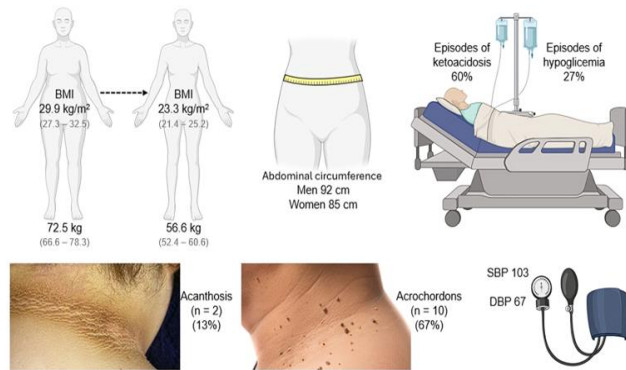 BMI
29.9 kg/m²
(27.3 – 32.5)
72.5 kg
(66.6 – 78.3)
BMI
23.3 kg/m²
(21.4 – 25.2)
56.6 kg
(52.4 – 60.6)
Abdominal circumference
Men 92 cm
Women 85 cm
Episodes of
ketoacidosis
60%
Episodes of
hypoglicemia
27%
Acanthosis
(n = 2)
(13%)
Acrochordons
(n = 10)
(67%)
SBP 103
DBP 67